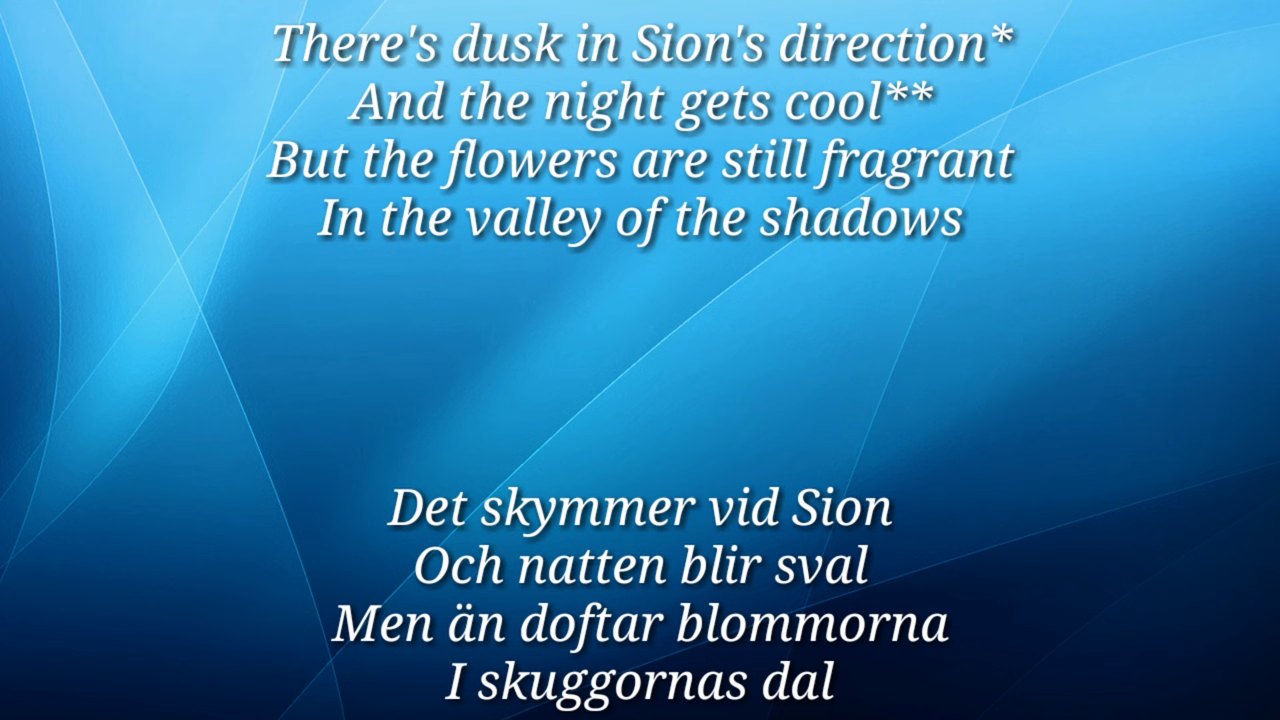 There's dusk in Sion's direction*
And the night gets cool**
But the flowers are still fragrant
In the valley of the shadows
Det skymmer vid Sion
Och natten blir sval
Men än doftar blommorna
I skuggornas dal